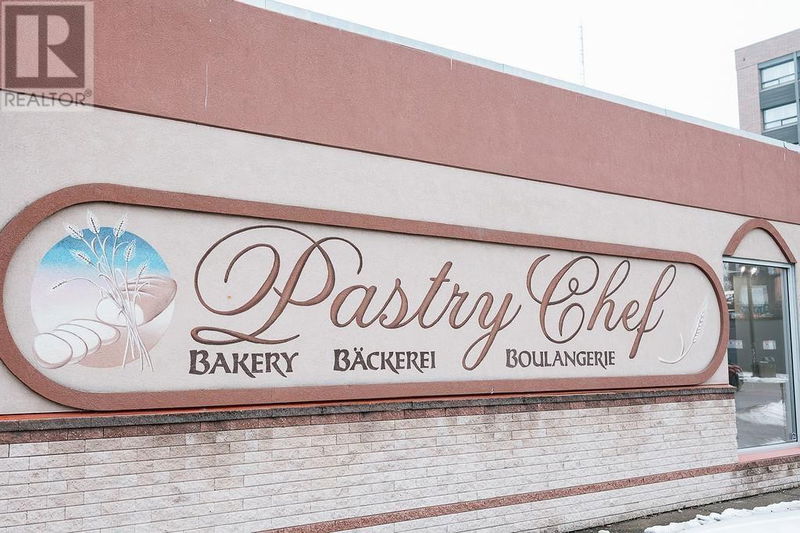 R
REALTOR®
Pastry Chef
BAKERY BÄCKEREI BOULANGERIE